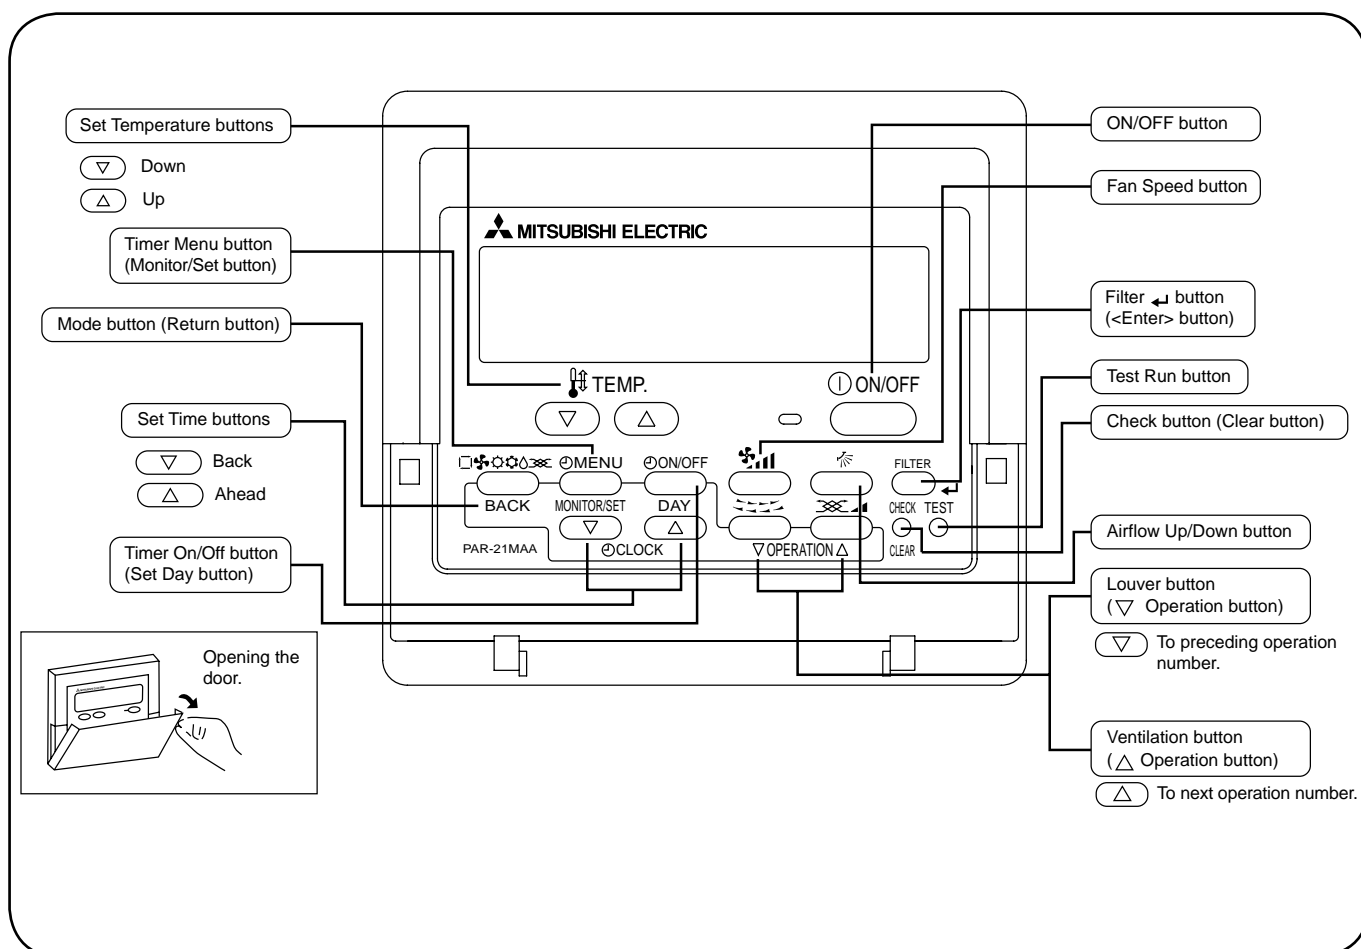 Set Temperature buttons
▽ Down
△ Up
Timer Menu button
(Monitor/Set button)
Mode button (Return button)
Set Time buttons
▽ Back
△ Ahead
Timer On/Off button
(Set Day button)
Opening the
door.
MITSUBISHI ELECTRIC
TEMP.
ON/OFF
▽ △
MENU
ON/OFF
FILTER
BACK
MONITOR/SET
DAY
CHECK TEST
▽ △
PAR-21MAA
CLOCK
▽ OPERATION △
CLEAR
ON/OFF button
Fan Speed button
Filter ↵ button
(<Enter> button)
Test Run button
Check button (Clear button)
Airflow Up/Down button
Louver button
(▽ Operation button)
▽ To preceding operation
number.
Ventilation button
(△ Operation button)
△ To next operation number.